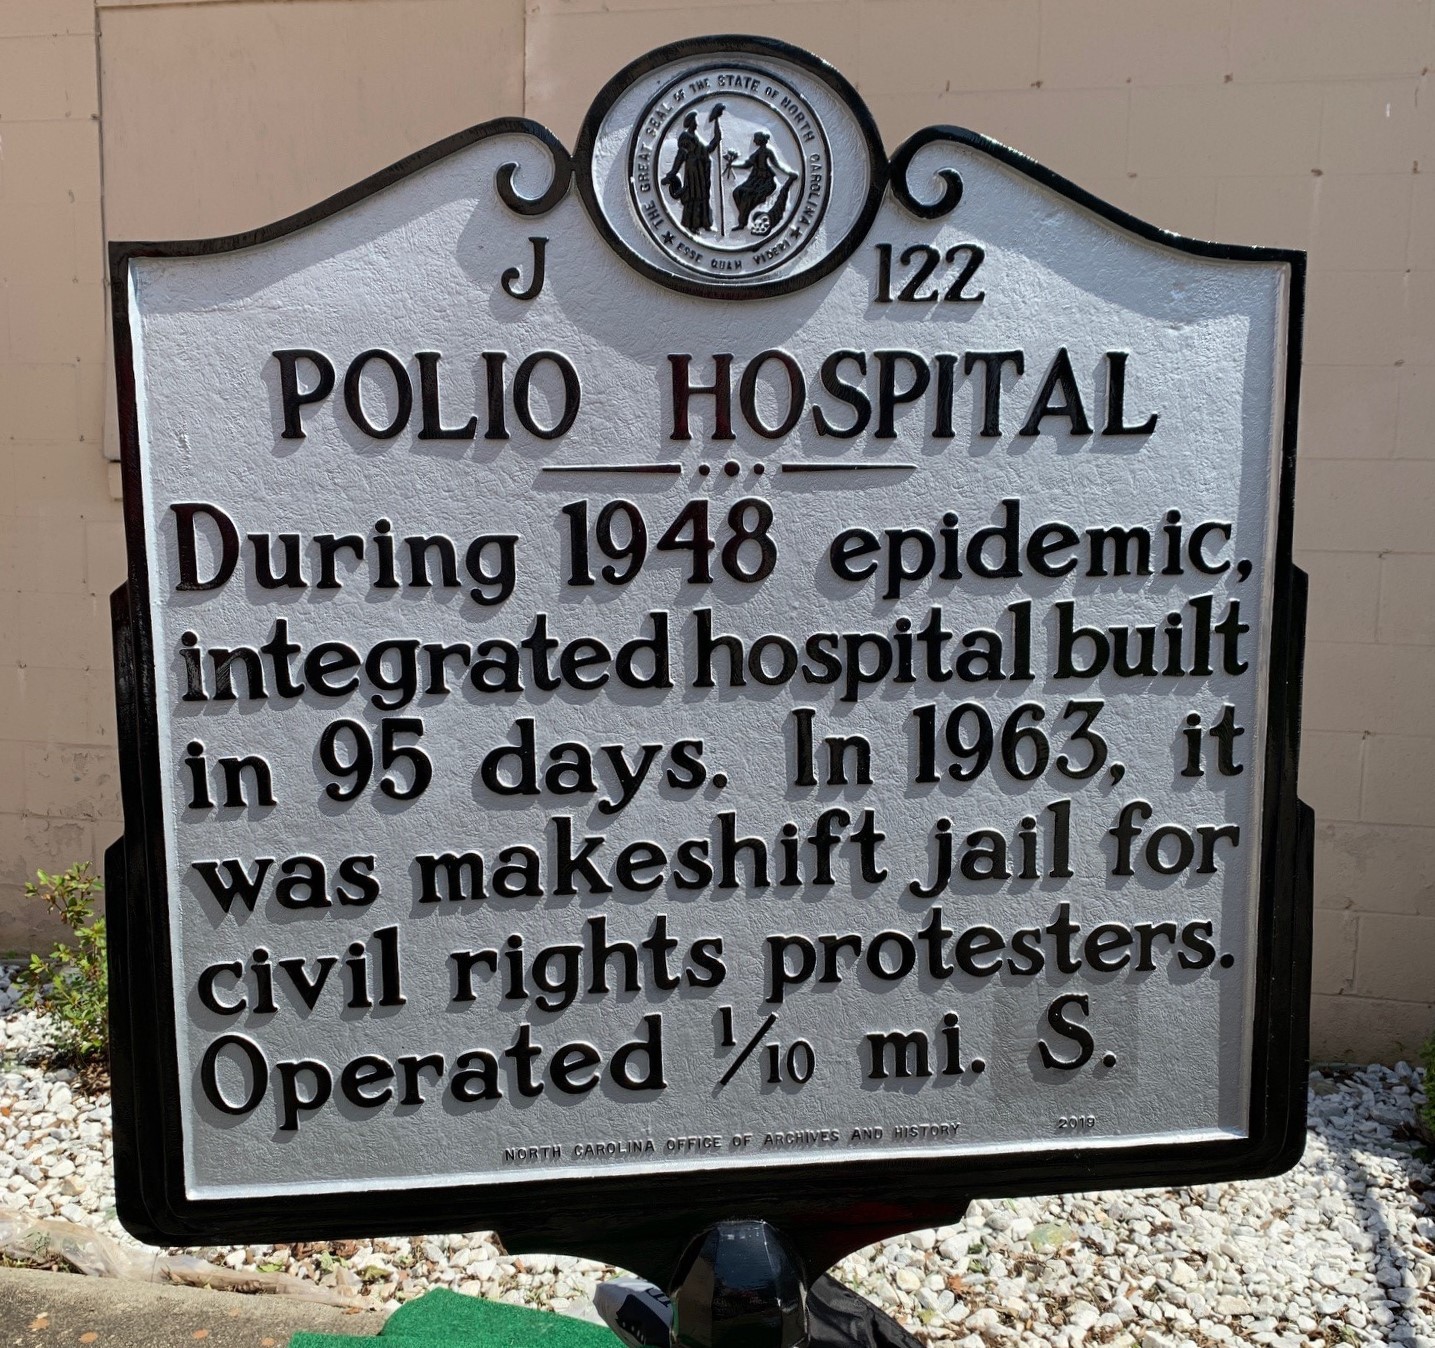 THE GREAT SEAL OF THE STATE OF NORTH CAROLINA
ESSE QUAM VIDERI
J 122
POLIO HOSPITAL
During 1948 epidemic,
integrated hospital built
in 95 days. In 1963, it
was makeshift jail for
civil rights protesters.
Operated 1/10 mi. S.
NORTH CAROLINA OFFICE OF ARCHIVES AND HISTORY 2019